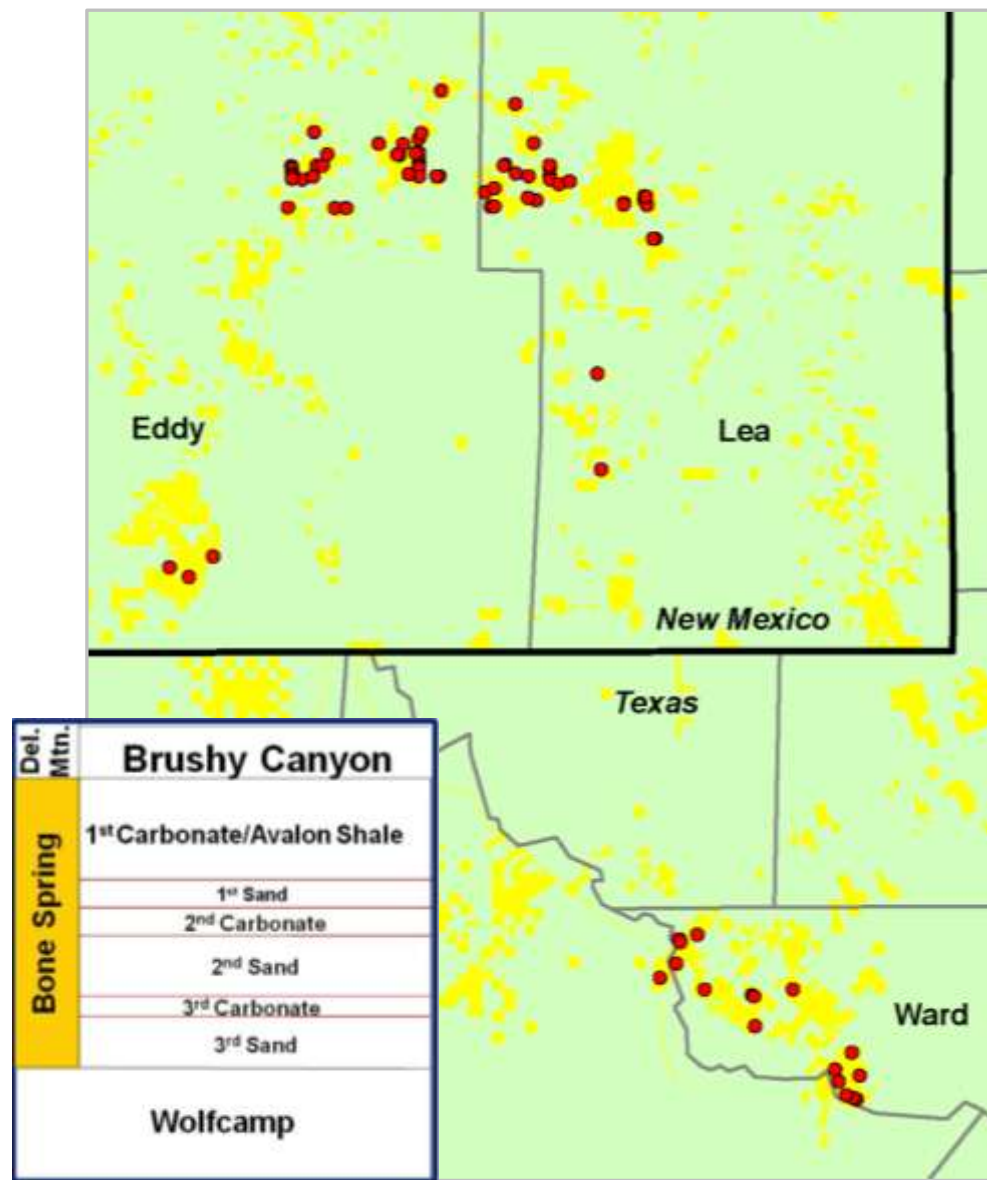 Eddy
Lea
New Mexico
Texas
Ward
Del.
Mtn.
Brushy Canyon
Bone Spring
1st Carbonate/Avalon Shale
1st Sand
2nd Carbonate
2nd Sand
3rd Carbonate
3rd Sand
Wolfcamp